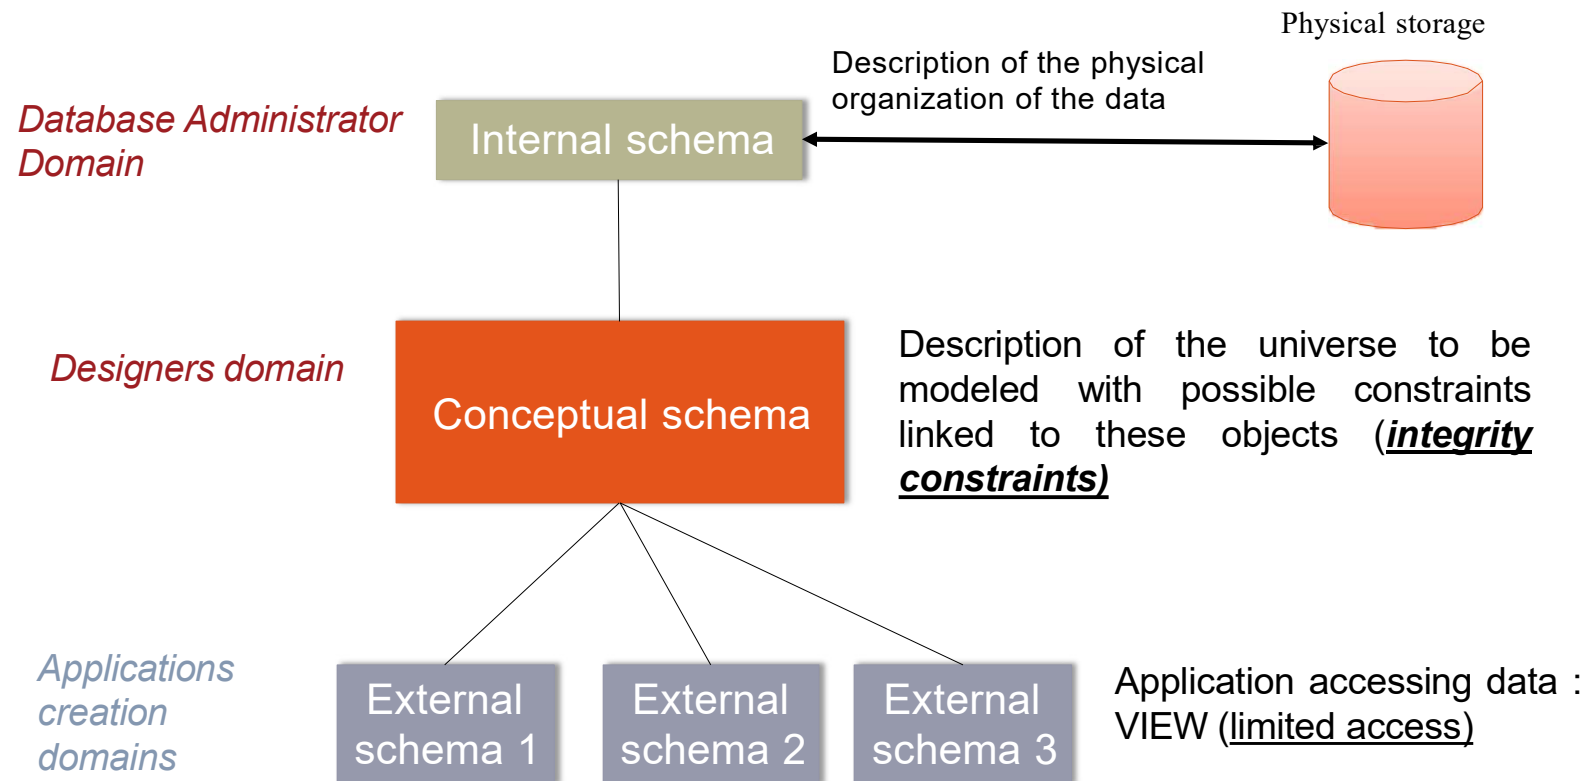 Physical storage
Description of the physical
organization of the data
Database Administrator
Domain
Internal schema
Designers domain
Conceptual schema
Description of the universe to be
modeled with possible constraints
linked to these objects (integrity
constraints)
Applications
creation
domains
External
schema 1
External
schema 2
External
schema 3
Application accessing data :
VIEW (limited access)